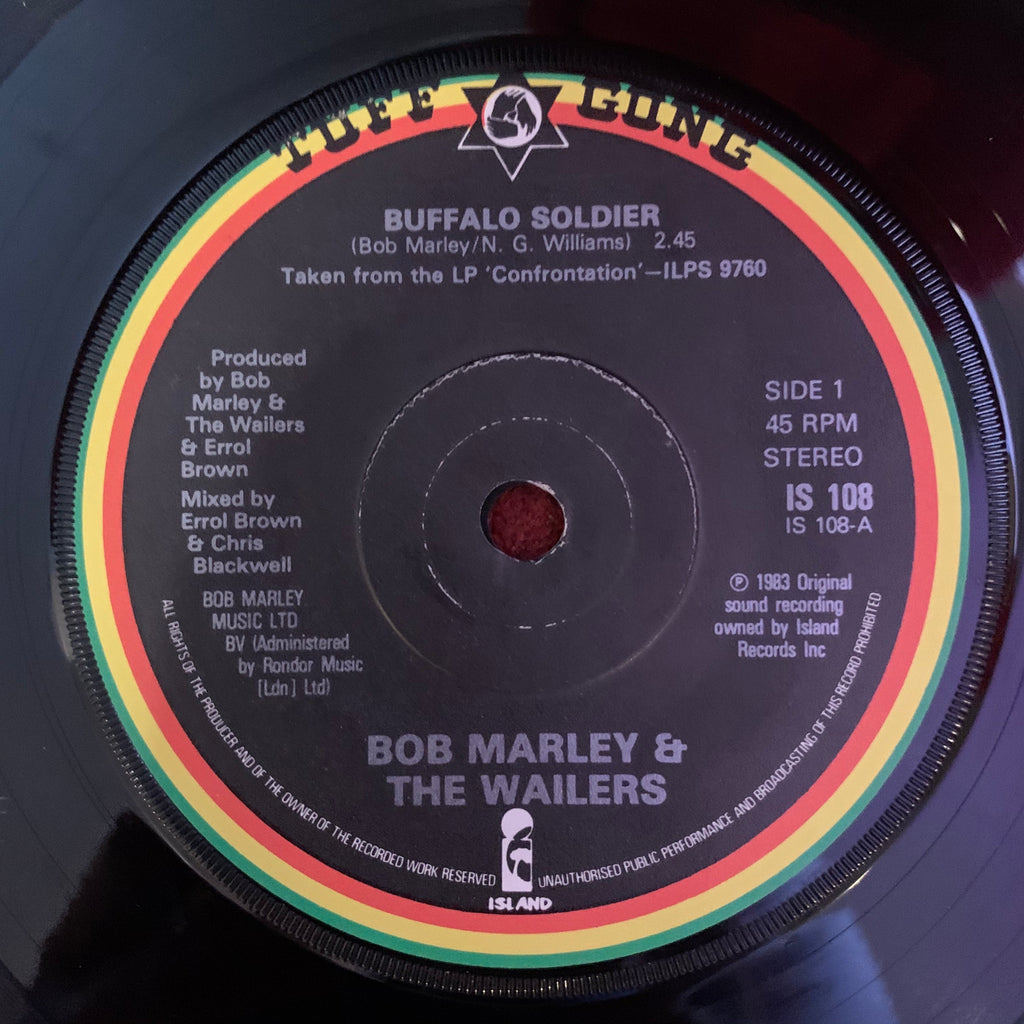 TUFF GONG
BUFFALO SOLDIER
(Bob Marley/N. G. Williams) 2.45
Taken from the LP 'Confrontation'—ILPS 9760
Produced
by Bob
Marley &
The Wailers
& Errol
Brown
Mixed by
Errol Brown
& Chris
Blackwell
BOB MARLEY
MUSIC LTD
BV (Administered
by Rondor Music
[Ldn] Ltd)
SIDE 1
45 RPM
STEREO
IS 108
IS 108-A
℗ 1983 Original
sound recording
owned by Island
Records Inc
BOB MARLEY &
THE WAILERS
ALL RIGHTS OF THE PRODUCER AND OF THE OWNER OF THE RECORDED WORK RESERVED
UNAUTHORISED PUBLIC PERFORMANCE AND BROADCASTING OF THIS RECORD PROHIBITED
ISLAND